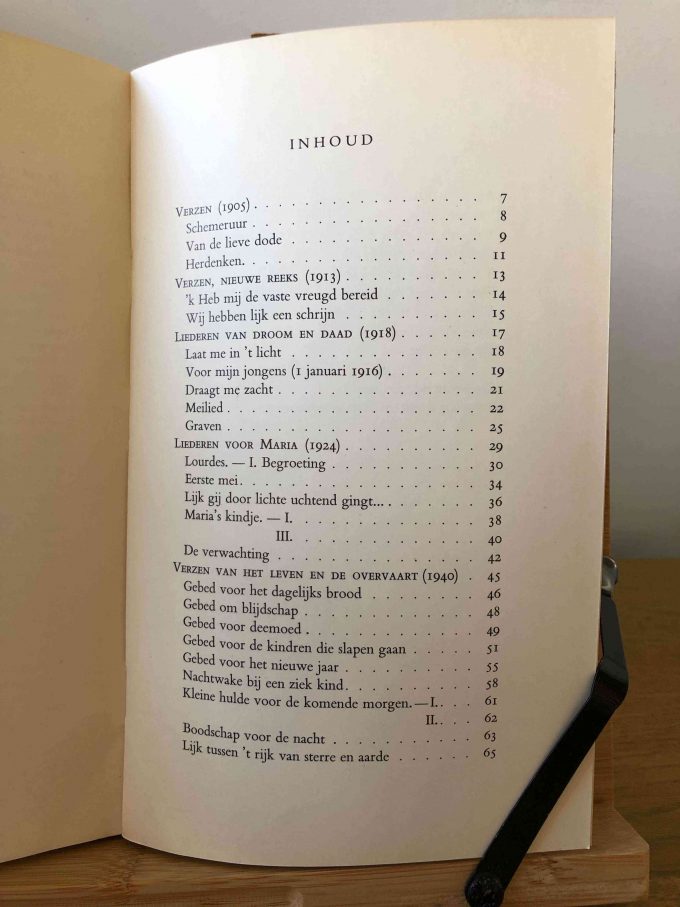 INHOUD
VERZEN (1905) . . . . . . . . . . . . . . . . 7
Schemeruur . . . . . . . . . . . . . . . . 8
Van de lieve dode . . . . . . . . . . . . . . 9
Herdenken. . . . . . . . . . . . . . . . . 11
VERZEN, NIEUWE REEKS (1913) . . . . . . . . . . 13
'k Heb mij de vaste vreugd bereid . . . . . . . . 14
Wij hebben lijk een schrijn . . . . . . . . . . 15
LIEDEREN VAN DROOM EN DAAD (1918) . . . . . . . 17
Laat me in 't licht . . . . . . . . . . . . . . 18
Voor mijn jongens (1 januari 1916) . . . . . . . . 19
Draagt me zacht . . . . . . . . . . . . . . 21
Meilied . . . . . . . . . . . . . . . . . . 22
Graven . . . . . . . . . . . . . . . . . . 25
LIEDEREN VOOR MARIA (1924) . . . . . . . . . . 29
Lourdes. — I. Begroeting . . . . . . . . . . . 30
Eerste mei . . . . . . . . . . . . . . . . . 34
Lijk gij door lichte uchtend gingt... . . . . . . . . 36
Maria's kindje. — I. . . . . . . . . . . . . . 38
III. . . . . . . . . . . . . . 40
De verwachting . . . . . . . . . . . . . . 42
VERZEN VAN HET LEVEN EN DE OVERVAART (1940) . 45
Gebed voor het dagelijks brood . . . . . . . . . 46
Gebed om blijdschap . . . . . . . . . . . . 48
Gebed voor deemoed . . . . . . . . . . . . 49
Gebed voor de kindren die slapen gaan . . . . . . 51
Gebed voor het nieuwe jaar . . . . . . . . . . 55
Nachtwake bij een ziek kind . . . . . . . . . . 58
Kleine hulde voor de komende morgen. — I. . . . 61
II. . . . 62
Boodschap voor de nacht . . . . . . . . . . . 63
Lijk tussen 't rijk van sterre en aarde . . . . . . . 65